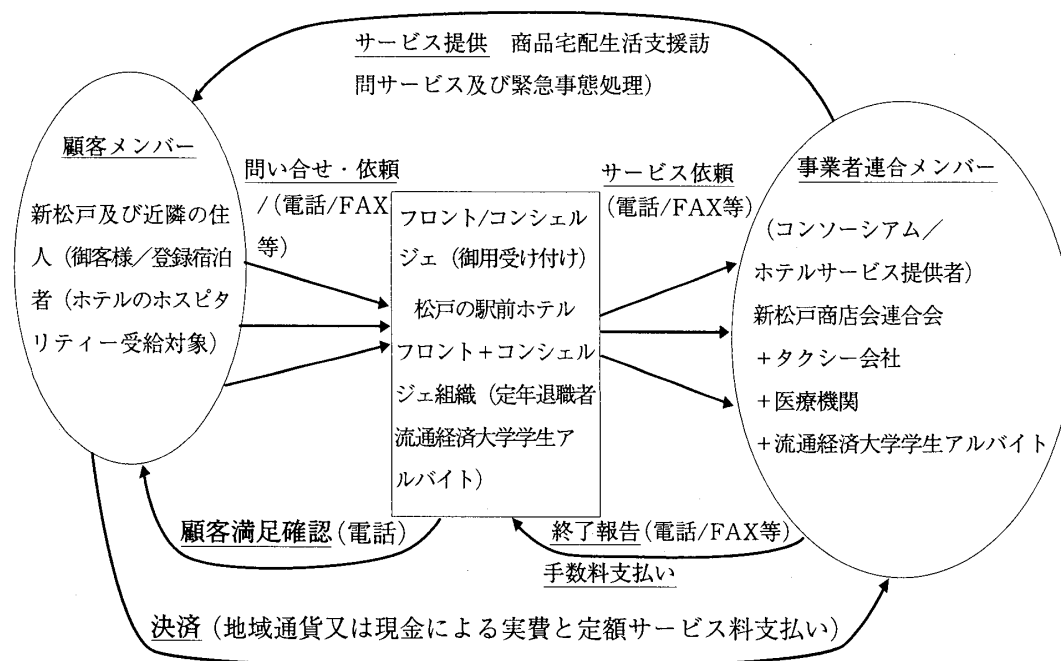 サービス提供　商品宅配生活支援訪
問サービス及び緊急事態処理）
顧客メンバー
新松戸及び近隣の住
人（御客様／登録宿泊
者（ホテルのホスピタ
リティー受給対象）
問い合せ・依頼
/（電話/FAX
等）
フロント/コンシェル
ジェ（御用受け付け）
松戸の駅前ホテル
フロント＋コンシェル
ジェ組織（定年退職者
流通経済大学学生ア
ルバイト）
サービス依頼
（電話/FAX等）
事業者連合メンバー
（コンソーシアム／
ホテルサービス提供者）
新松戸商店会連合会
＋タクシー会社
＋医療機関
＋流通経済大学学生アルバイト
顧客満足確認（電話）
終了報告（電話/FAX等）
手数料支払い
決済（地域通貨又は現金による実費と定額サービス料支払い）